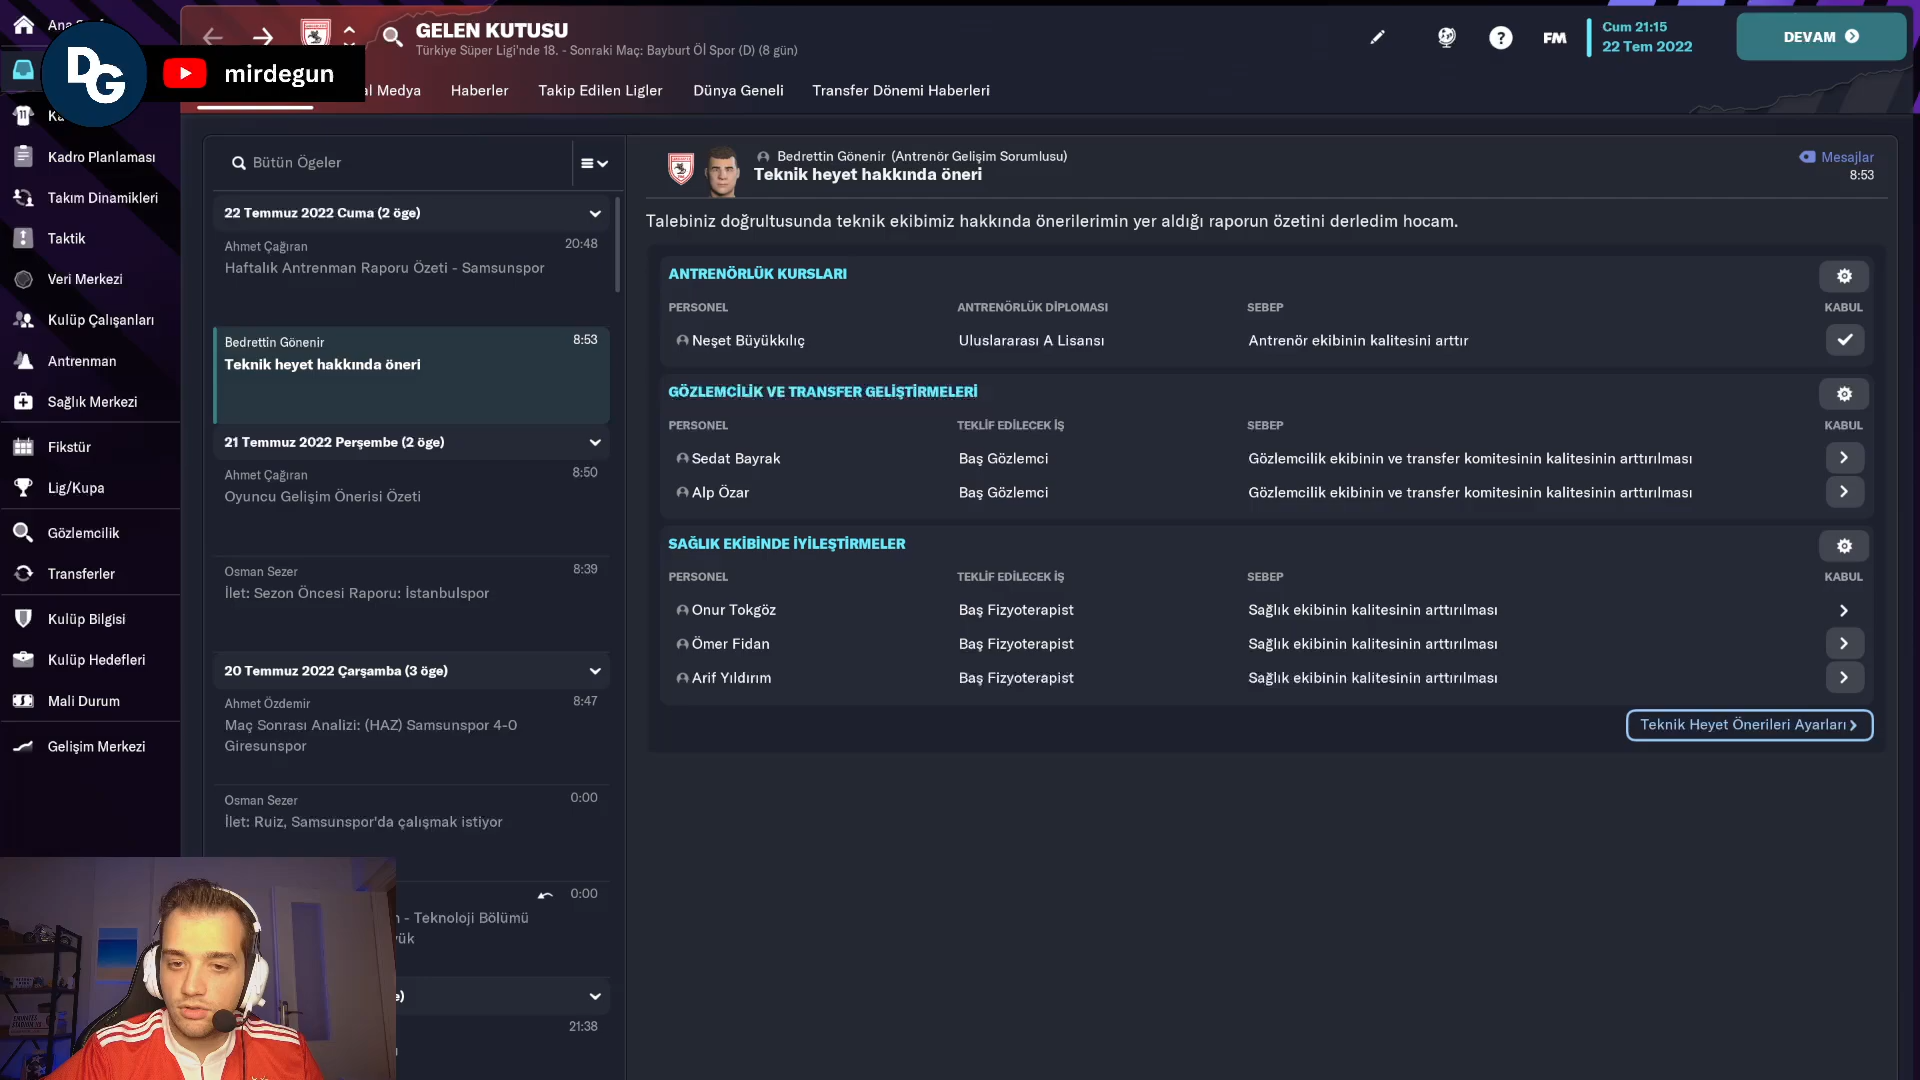 Ana
GELEN KUTUSU
Türkiye Süper Ligi'nde 18. - Sonraki Maç: Bayburt Öl Spor (D) (8 gün)
FM
Cum 21:15
22 Tem 2022
DEVAM
DG
mirdegun
al Medya
Haberler
Takip Edilen Ligler
Dünya Geneli
Transfer Dönemi Haberleri
Kadro Planlaması
Takım Dinamikleri
Taktik
Veri Merkezi
Kulüp Çalışanları
Antrenman
Sağlık Merkezi
Fikstür
Lig/Kupa
Gözlemcilik
Transferler
Kulüp Bilgisi
Kulüp Hedefleri
Mali Durum
Gelişim Merkezi
Bütün Ögeler
22 Temmuz 2022 Cuma (2 öge)
Ahmet Çağıran
20:48
Haftalık Antrenman Raporu Özeti - Samsunspor
Bedrettin Gönenir
8:53
Teknik heyet hakkında öneri
21 Temmuz 2022 Perşembe (2 öge)
Ahmet Çağıran
8:50
Oyuncu Gelişim Önerisi Özeti
Osman Sezer
8:39
İlet: Sezon Öncesi Raporu: İstanbulspor
20 Temmuz 2022 Çarşamba (3 öge)
Ahmet Özdemir
8:47
Maç Sonrası Analizi: (HAZ) Samsunspor 4-0
Giresunspor
Osman Sezer
0:00
İlet: Ruiz, Samsunspor'da çalışmak istiyor
0:00
- Teknoloji Bölümü
yük
e)
21:38
Bedrettin Gönenir (Antrenör Gelişim Sorumlusu)
Teknik heyet hakkında öneri
Mesajlar
8:53
Talebiniz doğrultusunda teknik ekibimiz hakkında önerilerimin yer aldığı raporun özetini derledim hocam.
ANTRENÖRLÜK KURSLARI
PERSONEL ANTRENÖRLÜK DİPLOMASI SEBEP KABUL
Neşet Büyükkılıç Uluslararası A Lisansı Antrenör ekibinin kalitesini arttır
GÖZLEMCİLİK VE TRANSFER GELİŞTİRMELERİ
PERSONEL TEKLİF EDİLECEK İŞ SEBEP KABUL
Sedat Bayrak Baş Gözlemci Gözlemcilik ekibinin ve transfer komitesinin kalitesinin arttırılması
Alp Özar Baş Gözlemci Gözlemcilik ekibinin ve transfer komitesinin kalitesinin arttırılması
SAĞLIK EKİBİNDE İYİLEŞTİRMELER
PERSONEL TEKLİF EDİLECEK İŞ SEBEP KABUL
Onur Tokgöz Baş Fizyoterapist Sağlık ekibinin kalitesinin arttırılması
Ömer Fidan Baş Fizyoterapist Sağlık ekibinin kalitesinin arttırılması
Arif Yıldırım Baş Fizyoterapist Sağlık ekibinin kalitesinin arttırılması
Teknik Heyet Önerileri Ayarları